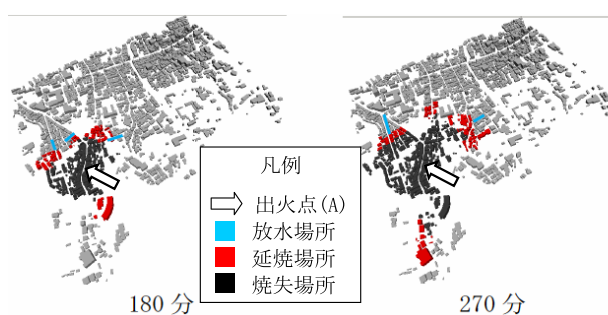 凡例
出火点(A)
放水場所
延焼場所
焼失場所
180 分
270 分